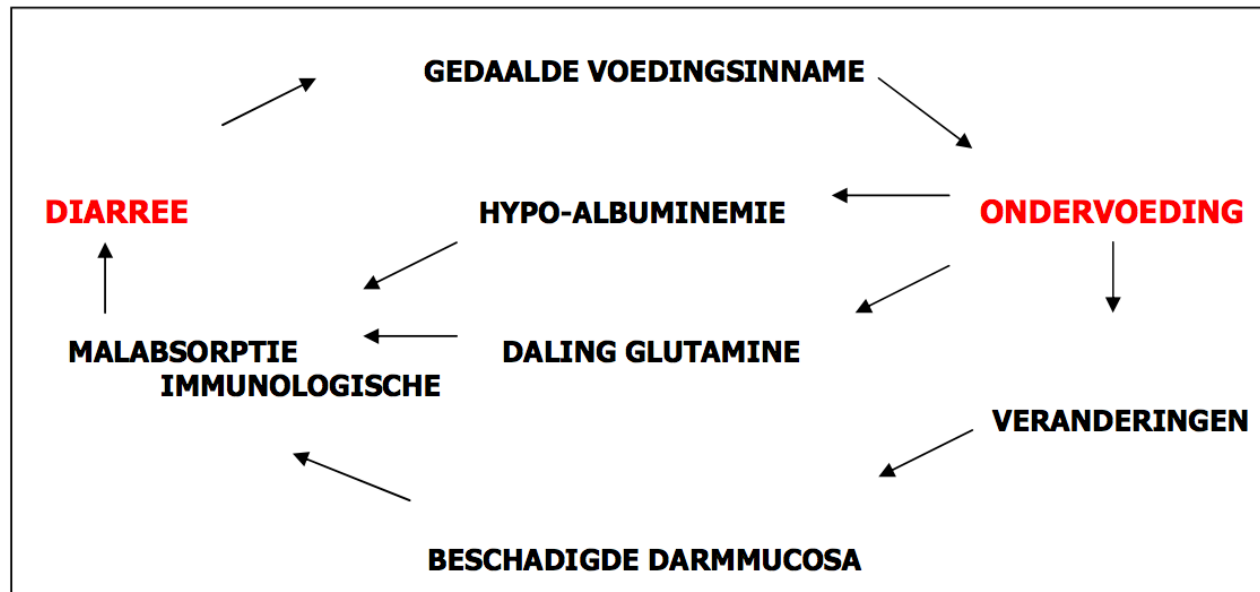 GEDAALDE VOEDINGSINNAME
DIARREE
HYPO-ALBUMINEMIE
ONDERVOEDING
MALABSORPTIE
DALING GLUTAMINE
IMMUNOLOGISCHE
VERANDERINGEN
BESCHADIGDE DARMMUCOSA